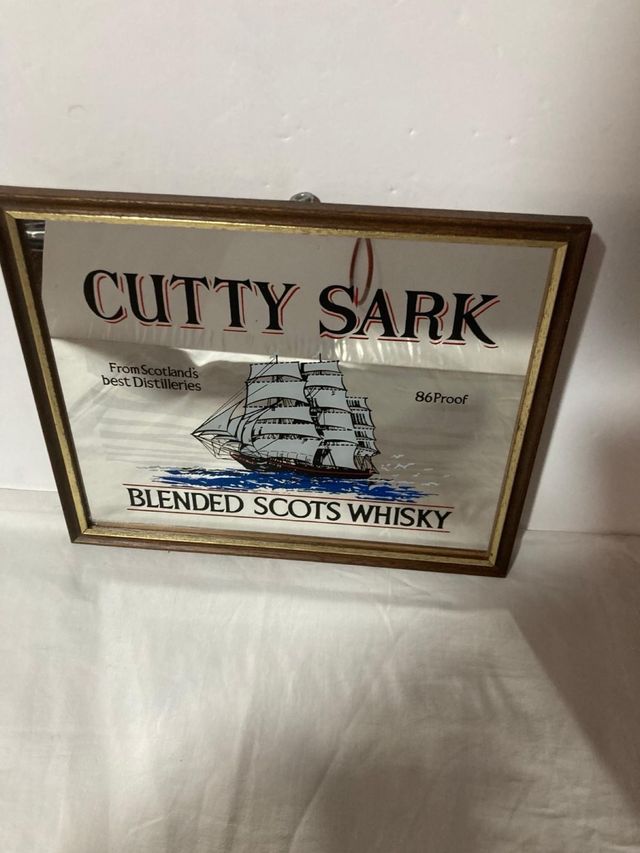 CUTTY SARK
From Scotland's
best Distilleries
86 Proof
BLENDED SCOTS WHISKY